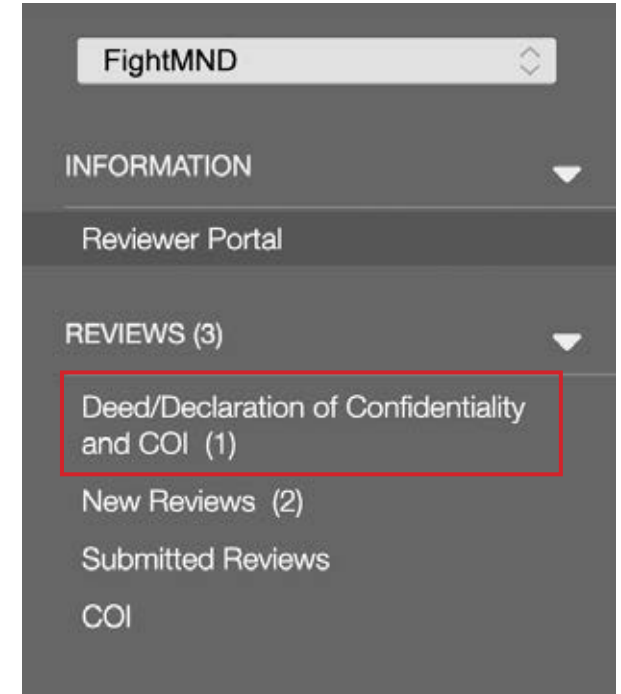 FightMND
INFORMATION
Reviewer Portal
REVIEWS (3)
Deed/Declaration of Confidentiality
and COI (1)
New Reviews (2)
Submitted Reviews
COI